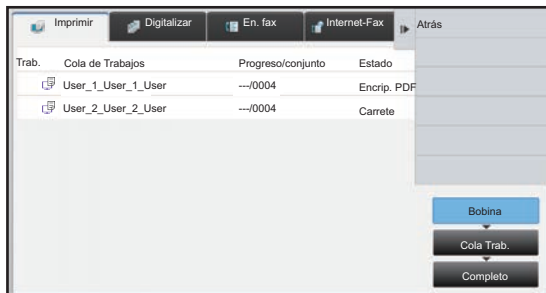 Imprimir Digitalizar En. fax Internet-Fax Atrás
Trab. Cola de Trabajos Progreso/conjunto Estado
User_1_User_1_User ---/0004 Encrip. PDF
User_2_User_2_User ---/0004 Carrete
Bobina
Cola Trab.
Completo